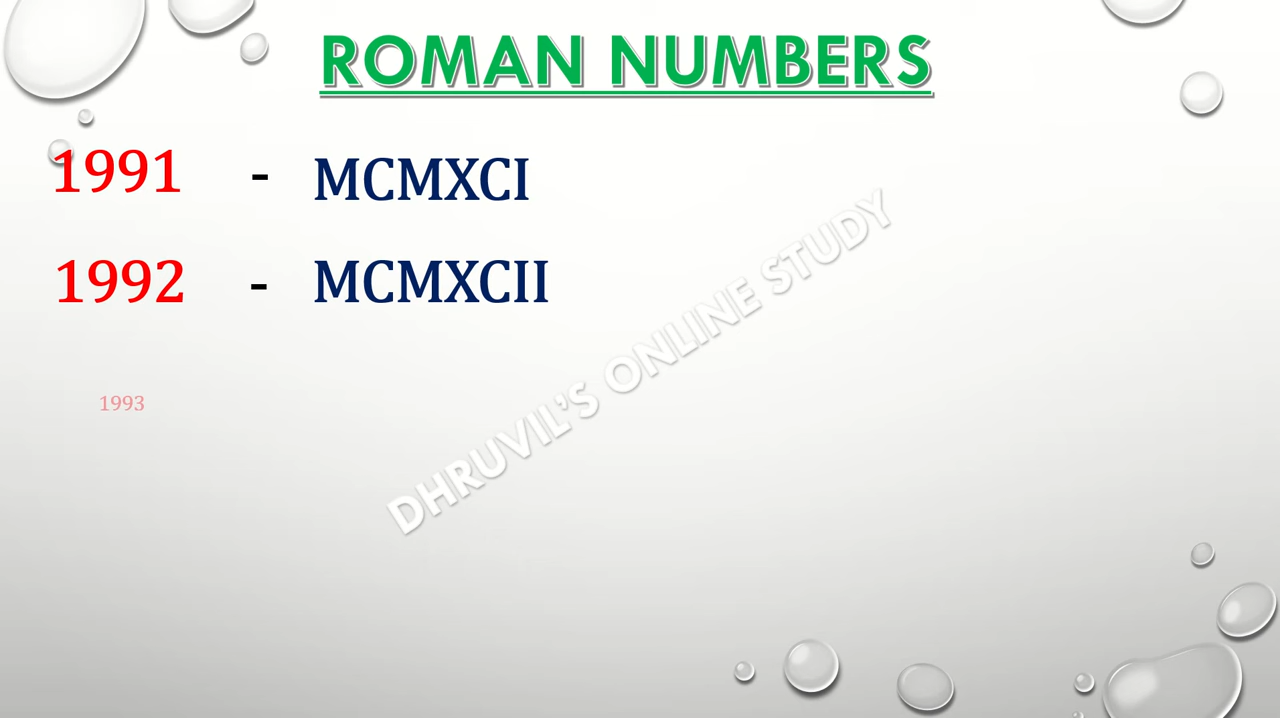 ROMAN NUMBERS
1991 - MCMXCI
1992 - MCMXCII
1993
DHRUVIL'S ONLINE STUDY